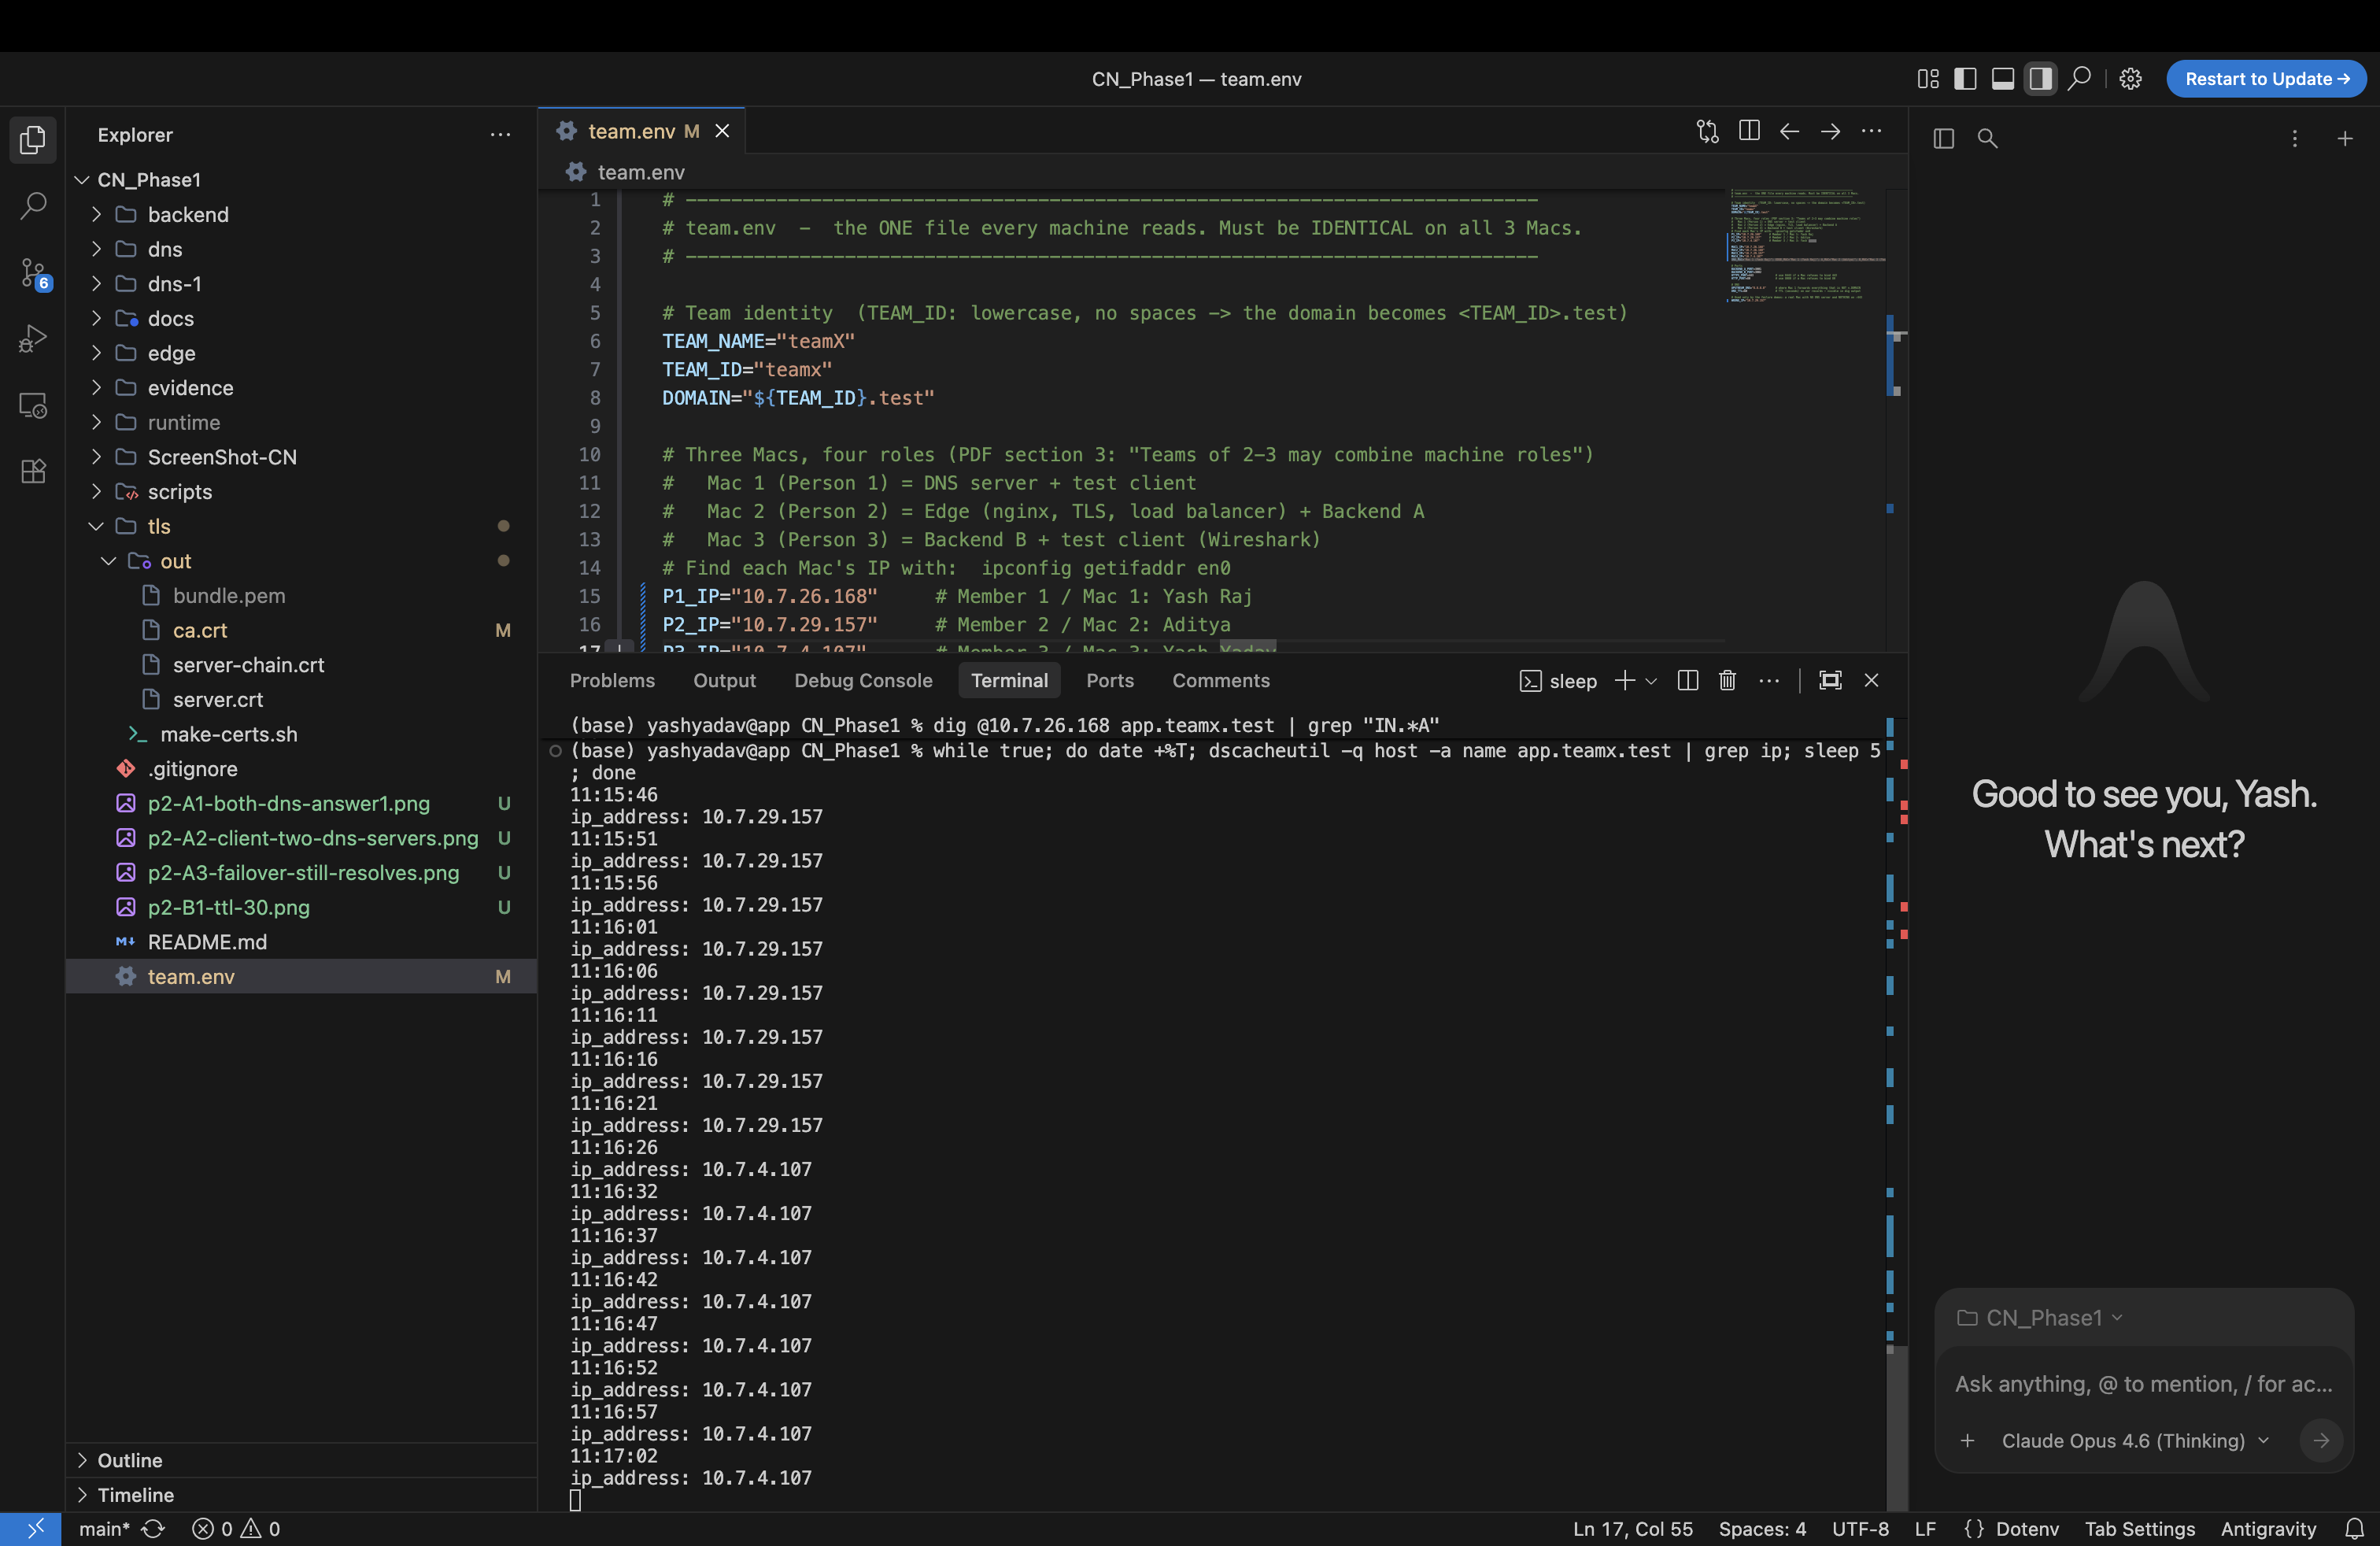 CN_Phase1 — team.env
Restart to Update →
Explorer
CN_Phase1
backend
dns
dns-1
docs
edge
evidence
runtime
ScreenShot-CN
scripts
tls
out
bundle.pem
ca.crt M
server-chain.crt
server.crt
make-certs.sh
.gitignore
p2-A1-both-dns-answer1.png U
p2-A2-client-two-dns-servers.png U
p2-A3-failover-still-resolves.png U
p2-B1-ttl-30.png U
README.md
team.env M
Outline
Timeline
6
team.env M
team.env
1 # ---------------------------------------------------------------------------
2 # team.env  -  the ONE file every machine reads. Must be IDENTICAL on all 3 Macs.
3 # ---------------------------------------------------------------------------
4
5 # Team identity  (TEAM_ID: lowercase, no spaces -> the domain becomes <TEAM_ID>.test)
6 TEAM_NAME="teamX"
7 TEAM_ID="teamx"
8 DOMAIN="${TEAM_ID}.test"
9
10 # Three Macs, four roles (PDF section 3: "Teams of 2-3 may combine machine roles")
11 #   Mac 1 (Person 1) = DNS server + test client
12 #   Mac 2 (Person 2) = Edge (nginx, TLS, load balancer) + Backend A
13 #   Mac 3 (Person 3) = Backend B + test client (Wireshark)
14 # Find each Mac's IP with:  ipconfig getifaddr en0
15 P1_IP="10.7.26.168"     # Member 1 / Mac 1: Yash Raj
16 P2_IP="10.7.29.157"     # Member 2 / Mac 2: Aditya
17 P3_IP="10.7.4.107"      # Member 3 / Mac 3: Yash Yadav
Problems Output Debug Console Terminal Ports Comments
sleep
(base) yashyadav@app CN_Phase1 % dig @10.7.26.168 app.teamx.test | grep "IN.*A"
(base) yashyadav@app CN_Phase1 % while true; do date +%T; dscacheutil -q host -a name app.teamx.test | grep ip; sleep 5
; done
11:15:46
ip_address: 10.7.29.157
11:15:51
ip_address: 10.7.29.157
11:15:56
ip_address: 10.7.29.157
11:16:01
ip_address: 10.7.29.157
11:16:06
ip_address: 10.7.29.157
11:16:11
ip_address: 10.7.29.157
11:16:16
ip_address: 10.7.29.157
11:16:21
ip_address: 10.7.29.157
11:16:26
ip_address: 10.7.4.107
11:16:32
ip_address: 10.7.4.107
11:16:37
ip_address: 10.7.4.107
11:16:42
ip_address: 10.7.4.107
11:16:47
ip_address: 10.7.4.107
11:16:52
ip_address: 10.7.4.107
11:16:57
ip_address: 10.7.4.107
11:17:02
ip_address: 10.7.4.107
Good to see you, Yash.
What's next?
CN_Phase1
Ask anything, @ to mention, / for ac...
Claude Opus 4.6 (Thinking)
main* 0 0
Ln 17, Col 55 Spaces: 4 UTF-8 LF {} Dotenv Tab Settings Antigravity